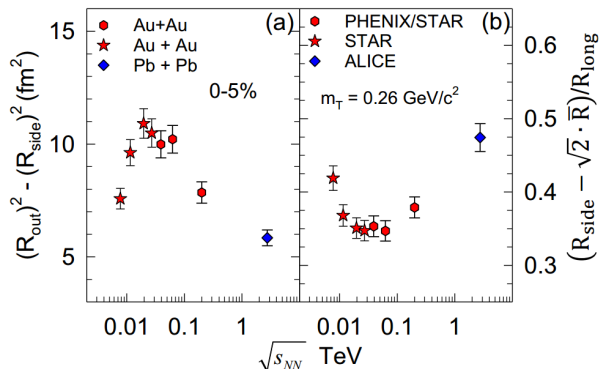 (a)
Au+Au
Au + Au
Pb + Pb
0-5%
15
10
5
(R_out)^2 - (R_side)^2 (fm^2)
0.01 0.1 1
(b)
PHENIX/STAR
STAR
ALICE
m_T = 0.26 GeV/c^2
0.6
0.5
0.4
0.3
(R_side − √2 · R̅)/R_long
0.01 0.1 1
√s_NN TeV